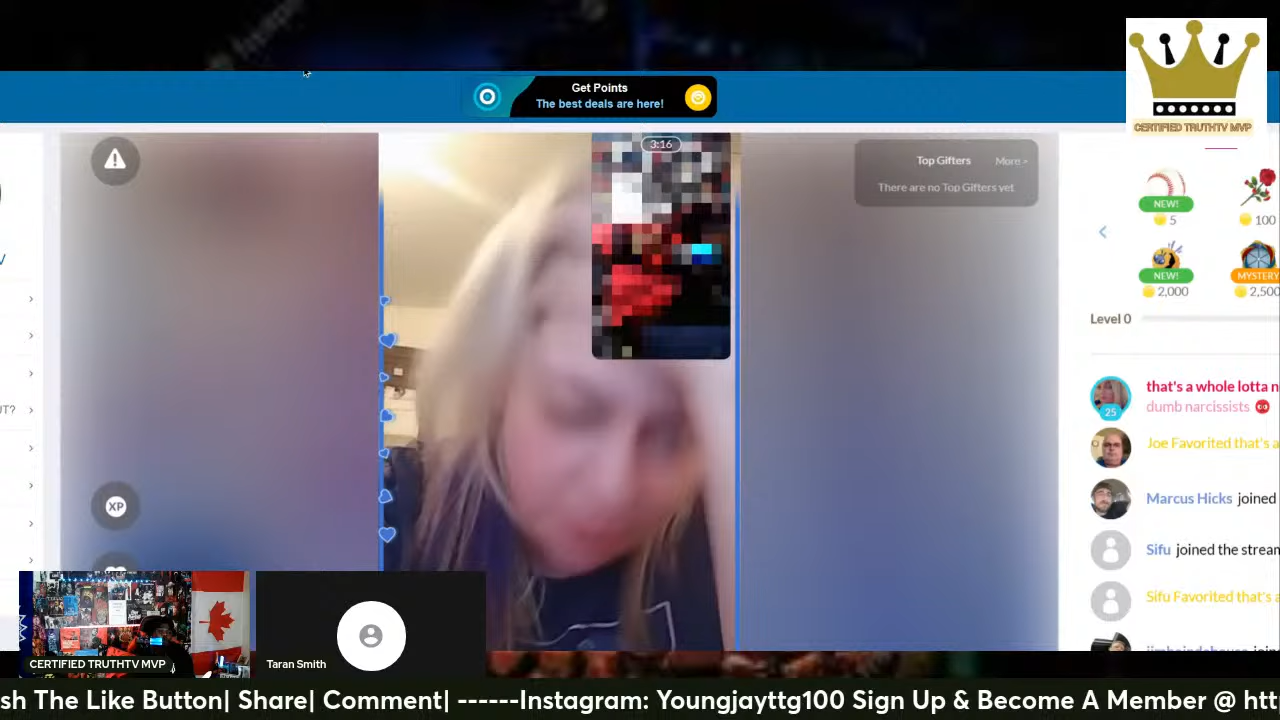 Get Points
The best deals are here!
CERTIFIED TRUTHTV MVP
3:16
Top Gifters More >
There are no Top Gifters yet
NEW!
5
100
NEW!
MYSTERY
2,000
2,500
Level 0
that's a whole lotta n
25
dumb narcissists
Joe Favorited that's a
Marcus Hicks joined
Sifu joined the strean
Sifu Favorited that's a
UT?
XP
CERTIFIED TRUTHTV MVP
Taran Smith
sh The Like Button| Share| Comment| ------Instagram: Youngjayttg100 Sign Up & Become A Member @ htt